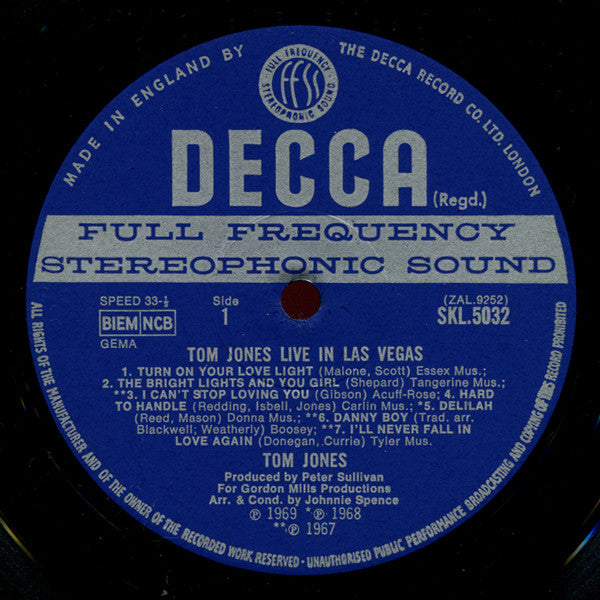 MADE IN ENGLAND BY
FULL FREQUENCY
FFSS
STEREOPHONIC SOUND
THE DECCA RECORD CO. LTD. LONDON
DECCA
(Regd.)
FULL FREQUENCY
STEREOPHONIC SOUND
SPEED 33-⅓
BIEM NCB
GEMA
Side
1
(ZAL.9252)
SKL.5032
TOM JONES LIVE IN LAS VEGAS
1. TURN ON YOUR LOVE LIGHT (Malone, Scott) Essex Mus.;
2. THE BRIGHT LIGHTS AND YOU GIRL (Shepard) Tangerine Mus.;
**3. I CAN'T STOP LOVING YOU (Gibson) Acuff-Rose; 4. HARD
TO HANDLE (Redding, Isbell, Jones) Carlin Mus.; *5. DELILAH
(Reed, Mason) Donna Mus.; **6. DANNY BOY (Trad. arr.
Blackwell; Weatherly) Boosey; **7. I'LL NEVER FALL IN
LOVE AGAIN (Donegan, Currie) Tyler Mus.
TOM JONES
Produced by Peter Sullivan
For Gordon Mills Productions
Arr. & Cond. by Johnnie Spence
℗ 1969 *℗ 1968
**℗ 1967
ALL RIGHTS OF THE MANUFACTURER AND OF THE OWNER OF THE RECORDED WORK RESERVED · UNAUTHORISED PUBLIC PERFORMANCE BROADCASTING AND COPYING OF THIS RECORD PROHIBITED